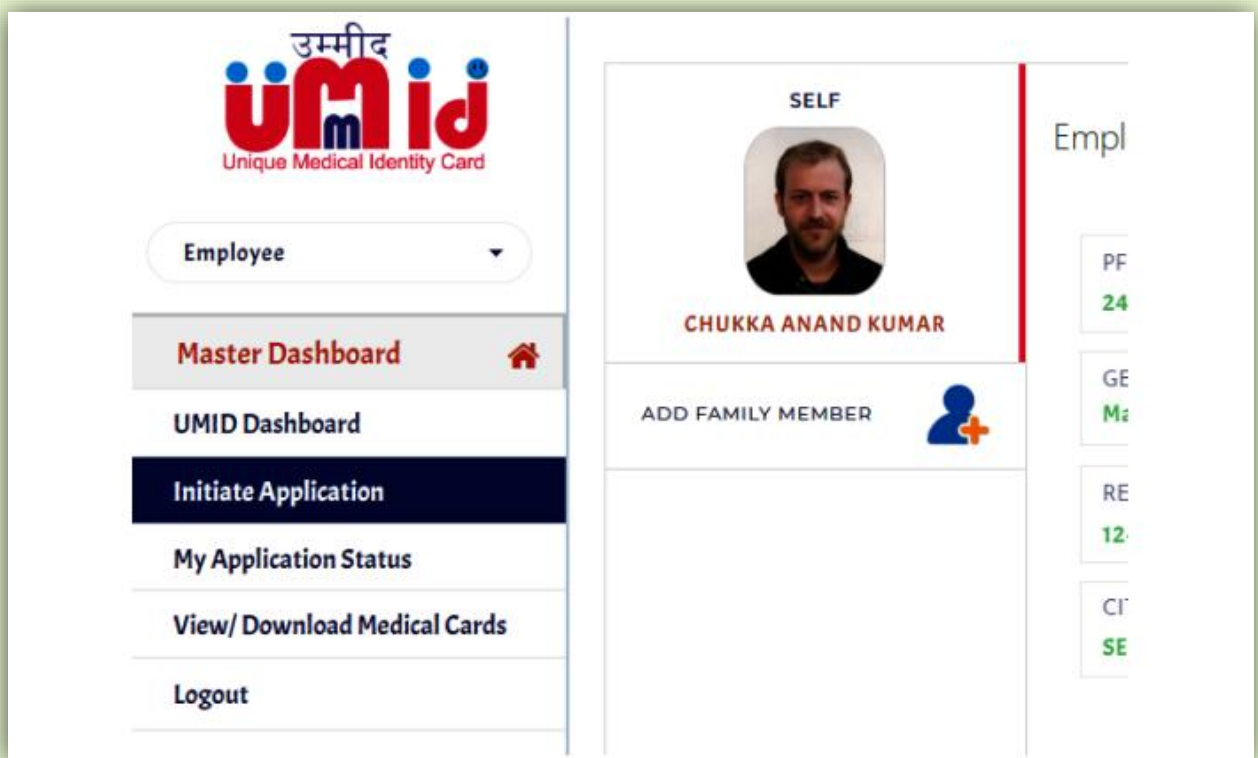 उम्मीद
UMMid
Unique Medical Identity Card
Employee
Master Dashboard
UMID Dashboard
Initiate Application
My Application Status
View/ Download Medical Cards
Logout
SELF
CHUKKA ANAND KUMAR
ADD FAMILY MEMBER
Empl
PF
24
GE
Ma
RE
12-
CI
SE